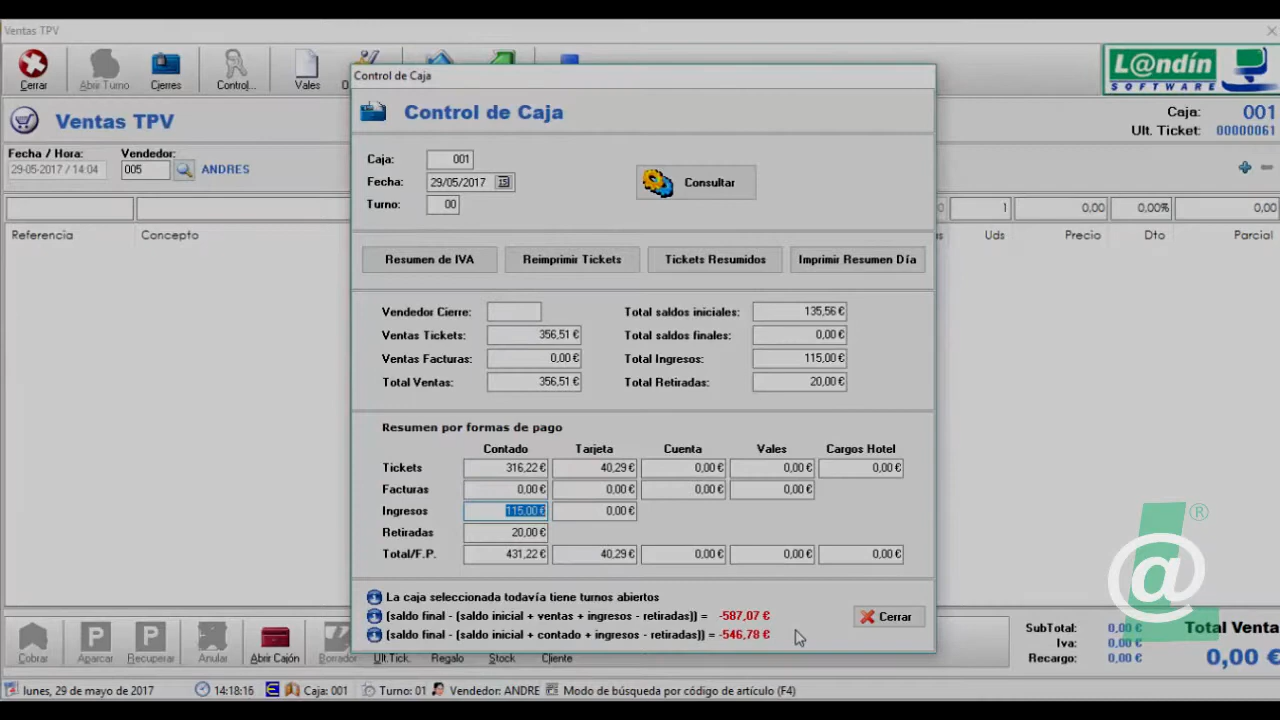 Ventas TPV
Cerrar
Abrir Turno
Cierres
Control...
Vales
L@ndín
SOFTWARE
Ventas TPV
Caja: 001
Ult. Ticket: 00000061
Fecha / Hora:
Vendedor:
29-05-2017 / 14:04
005
ANDRES
1 0,00 0,00% 0,00
Referencia Concepto Uds Precio Dto Parcial
Control de Caja
Control de Caja
Caja: 001
Fecha: 29/05/2017
Turno: 00
Consultar
Resumen de IVA Reimprimir Tickets Tickets Resumidos Imprimir Resumen Día
Vendedor Cierre: Total saldos iniciales: 135,56 €
Ventas Tickets: 356,51 € Total saldos finales: 0,00 €
Ventas Facturas: 0,00 € Total Ingresos: 115,00 €
Total Ventas: 356,51 € Total Retiradas: 20,00 €
Resumen por formas de pago
Contado Tarjeta Cuenta Vales Cargos Hotel
Tickets 316,22 € 40,29 € 0,00 € 0,00 € 0,00 €
Facturas 0,00 € 0,00 € 0,00 € 0,00 €
Ingresos 115,00 € 0,00 €
Retiradas 20,00 €
Total/F.P. 431,22 € 40,29 € 0,00 € 0,00 € 0,00 €
La caja seleccionada todavía tiene turnos abiertos
(saldo final - (saldo inicial + ventas + ingresos - retiradas)) = -587,07 €
(saldo final - (saldo inicial + contado + ingresos - retiradas)) = -546,78 €
Cerrar
@ ®
Cobrar Aparcar Recuperar Anular Abrir Cajón Borrador Ult.Tick. Regalo Stock Cliente
SubTotal: 0,00 €
Iva: 0,00 €
Recargo: 0,00 €
Total Venta
0,00 €
lunes, 29 de mayo de 2017 14:18:16 Caja: 001 Turno: 01 Vendedor: ANDRE Modo de búsqueda por código de artículo (F4)